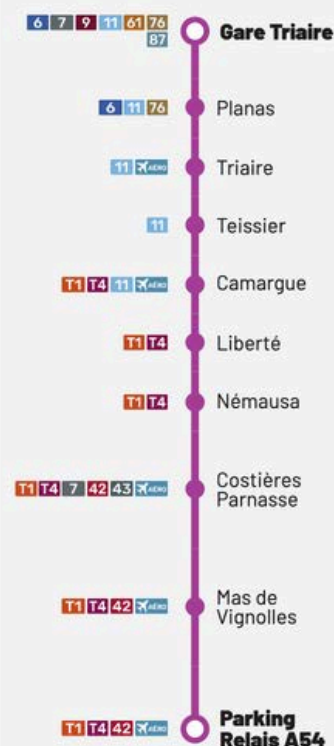 6 7 9 11 61 76
87
Gare Triaire
6 11 76
Planas
11 AÉRO
Triaire
11
Teissier
T1 T4 11 AÉRO
Camargue
T1 T4
Liberté
T1 T4
Némausa
T1 T4 7 42 43 AÉRO
Costières
Parnasse
T1 T4 42 AÉRO
Mas de
Vignolles
T1 T4 42 AÉRO
Parking
Relais A54